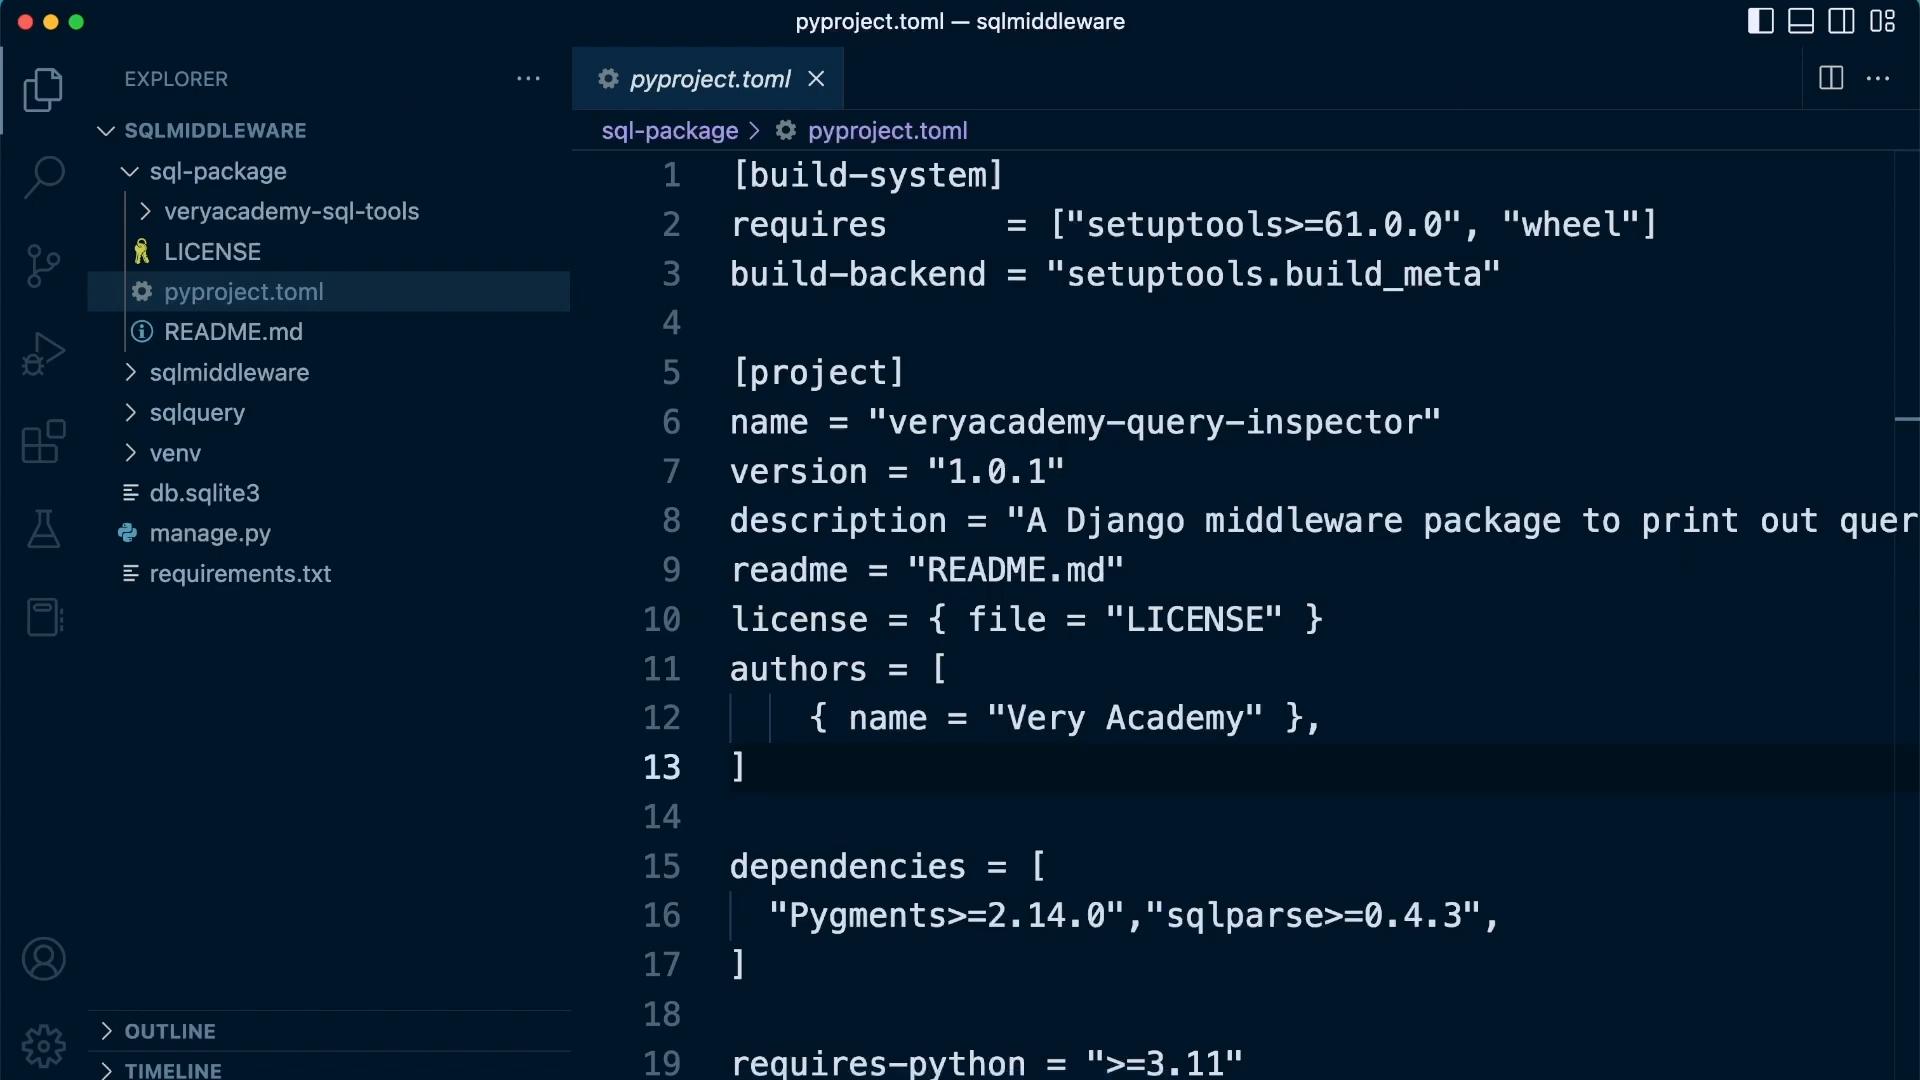 pyproject.toml — sqlmiddleware
EXPLORER
SQLMIDDLEWARE
sql-package
veryacademy-sql-tools
LICENSE
pyproject.toml
README.md
sqlmiddleware
sqlquery
venv
db.sqlite3
manage.py
requirements.txt
OUTLINE
TIMELINE
pyproject.toml
sql-package > pyproject.toml
1 [build-system]
2 requires      = ["setuptools>=61.0.0", "wheel"]
3 build-backend = "setuptools.build_meta"
4
5 [project]
6 name = "veryacademy-query-inspector"
7 version = "1.0.1"
8 description = "A Django middleware package to print out quer
9 readme = "README.md"
10 license = { file = "LICENSE" }
11 authors = [
12     { name = "Very Academy" },
13 ]
14
15 dependencies = [
16   "Pygments>=2.14.0","sqlparse>=0.4.3",
17 ]
18
19 requires-python = ">=3.11"